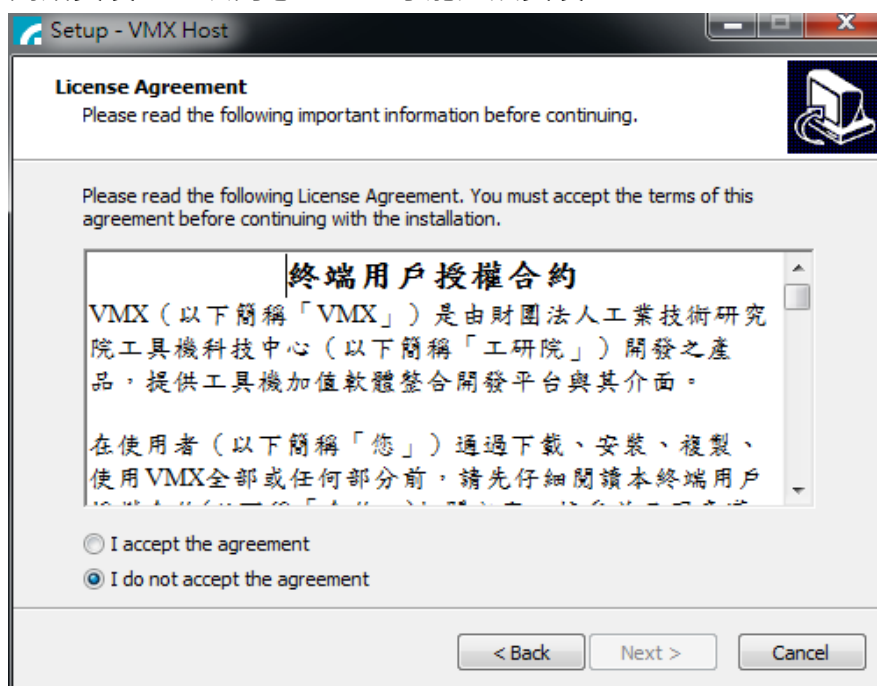 Setup - VMX Host
License Agreement
Please read the following important information before continuing.
Please read the following License Agreement. You must accept the terms of this
agreement before continuing with the installation.
終端用戶授權合約
VMX（以下簡稱「VMX」）是由財團法人工業技術研究
院工具機科技中心（以下簡稱「工研院」）開發之產
品，提供工具機加值軟體整合開發平台與其介面。
在使用者（以下簡稱「您」）通過下載、安裝、複製、
使用VMX全部或任何部分前，請先仔細閱讀本終端用戶
I accept the agreement
I do not accept the agreement
< Back
Next >
Cancel